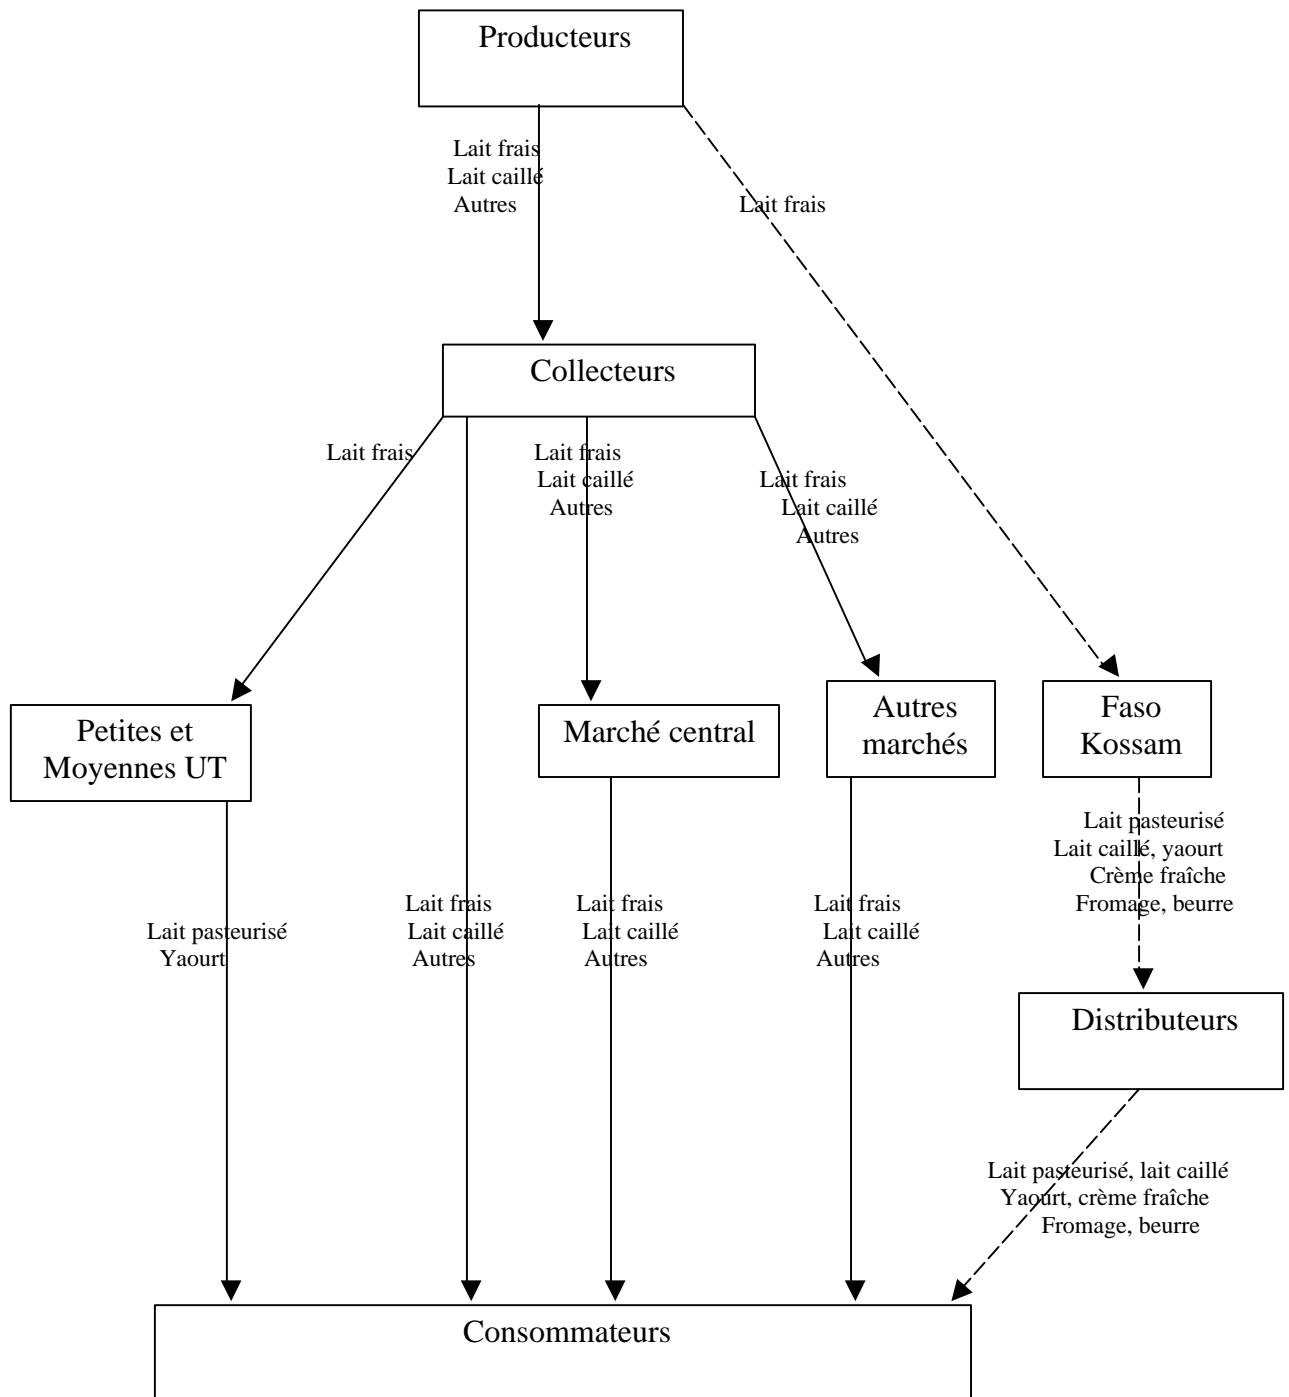 Producteurs
Lait frais
Lait caillé
Autres
Lait frais
Collecteurs
Lait frais
Lait frais
Lait caillé
Autres
Lait frais
Lait caillé
Autres
Petites et
Moyennes UT
Marché central
Autres
marchés
Faso
Kossam
Lait pasteurisé
Lait caillé, yaourt
Crème fraîche
Fromage, beurre
Lait pasteurisé
Yaourt
Lait frais
Lait caillé
Autres
Lait frais
Lait caillé
Autres
Lait frais
Lait caillé
Autres
Distributeurs
Lait pasteurisé, lait caillé
Yaourt, crème fraîche
Fromage, beurre
Consommateurs